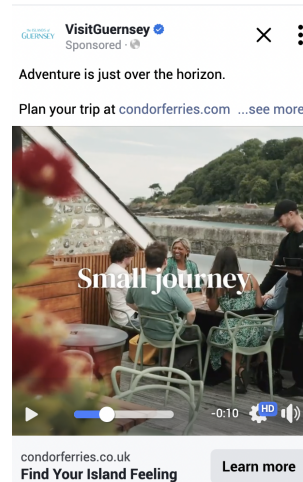 GUERNSEY
VisitGuernsey
Sponsored ·
Adventure is just over the horizon.
Plan your trip at condorferries.com ...see more
Small journey
-0:10
HD
condorferries.co.uk
Find Your Island Feeling
Learn more